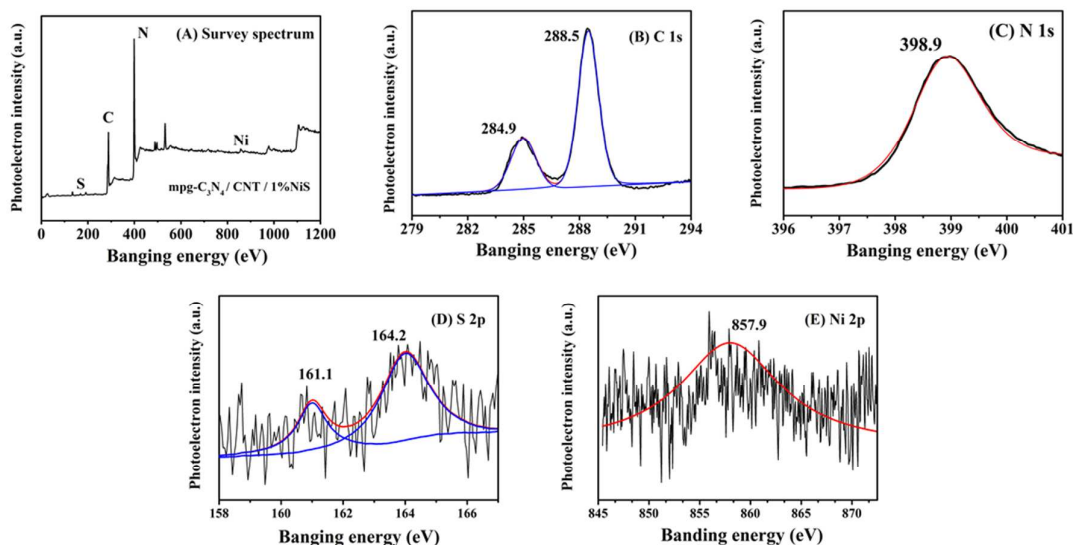 Photoelectron intensity (a.u.)
(A) Survey spectrum
N
C
S
Ni
mpg-C₃N₄ / CNT / 1%NiS
0 200 400 600 800 1000 1200
Banging energy (eV)
Photoelectron intensity (a.u.)
(B) C 1s
288.5
284.9
279 282 285 288 291 294
Banging energy (eV)
Photoelectron intensity (a.u.)
(C) N 1s
398.9
396 397 398 399 400 401
Banging energy (eV)
Photoelectron intensity (a.u.)
(D) S 2p
164.2
161.1
158 160 162 164 166
Banging energy (eV)
Photoelectron intensity (a.u.)
(E) Ni 2p
857.9
845 850 855 860 865 870
Banding energy (eV)